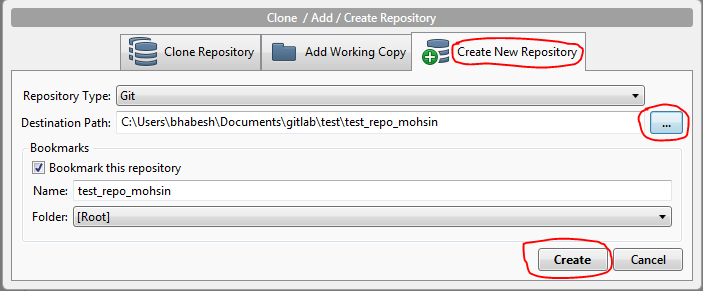 Clone / Add / Create Repository
Clone Repository Add Working Copy Create New Repository
Repository Type: Git
Destination Path: C:\Users\bhabesh\Documents\gitlab\test\test_repo_mohsin ...
Bookmarks
Bookmark this repository
Name: test_repo_mohsin
Folder: [Root]
Create Cancel